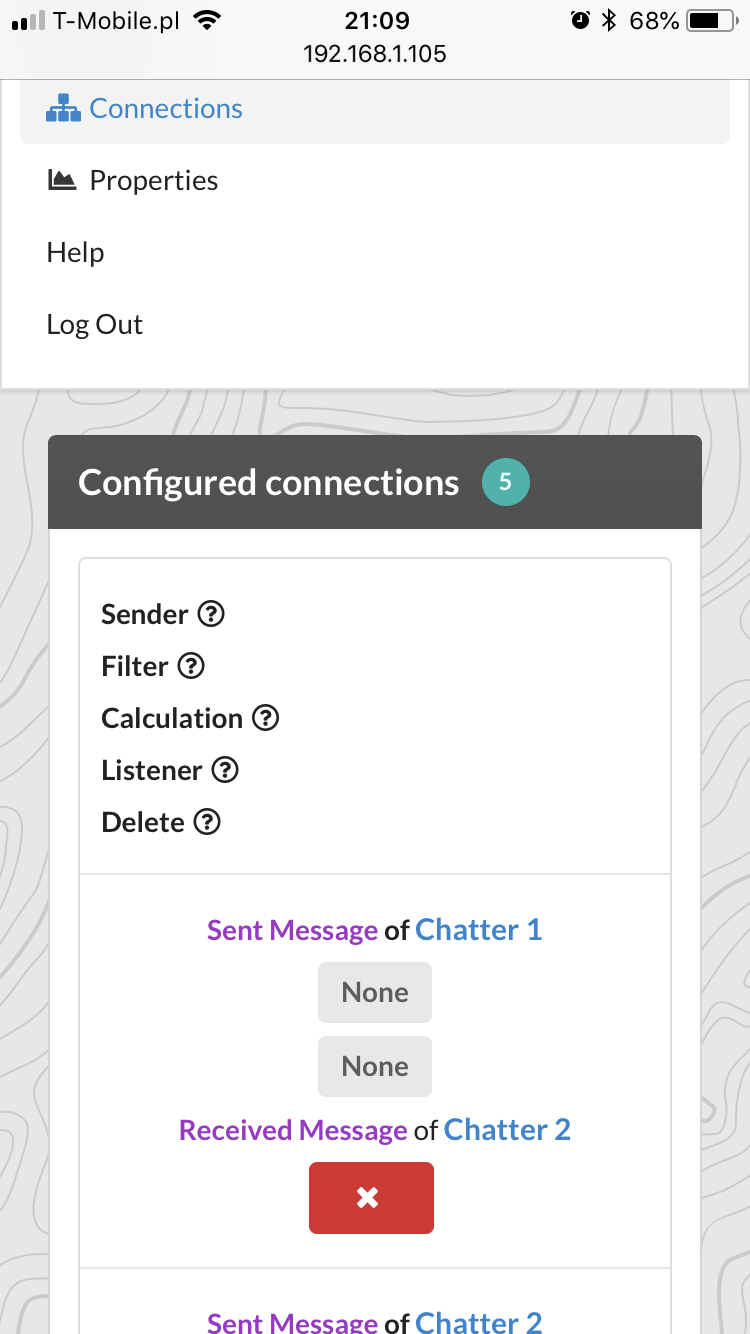 T-Mobile.pl 21:09 68%
192.168.1.105
Connections
Properties
Help
Log Out
Configured connections 5
Sender
Filter
Calculation
Listener
Delete
Sent Message of Chatter 1
None
None
Received Message of Chatter 2
Sent Message of Chatter 2